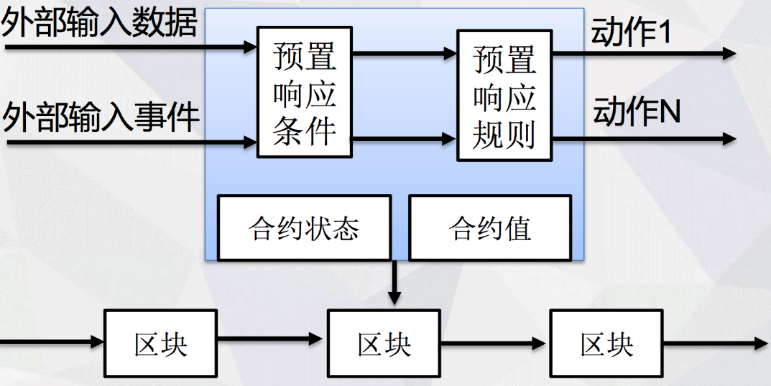 外部输入数据
外部输入事件
预置
响应
条件
预置
响应
规则
动作1
动作N
合约状态
合约值
区块
区块
区块